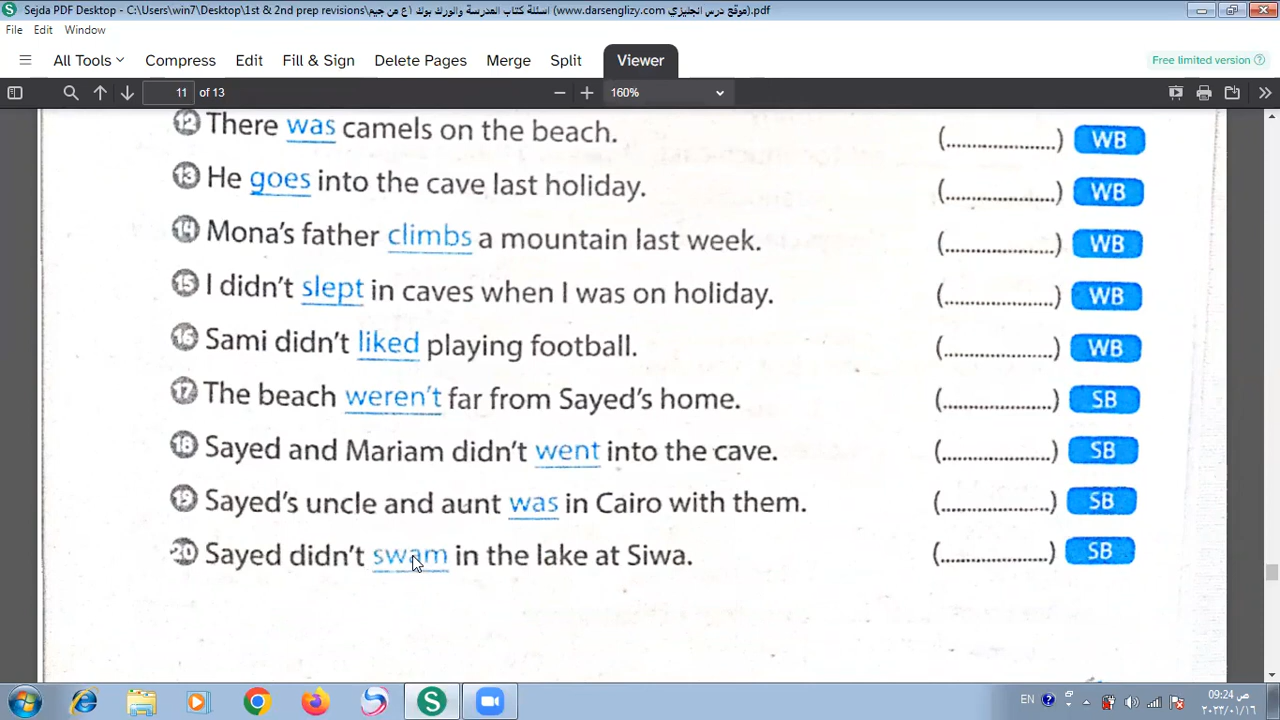 Sejda PDF Desktop - C:\Users\win7\Desktop\1st & 2nd prep revisions\اسئلة كتاب المدرسة والورك بوك ١ع من جيم (www.darsenglizy.com موقع درس انجليزي).pdf
File Edit Window
All Tools Compress Edit Fill & Sign Delete Pages Merge Split Viewer Free limited version
11 of 13 160%
12 There was camels on the beach. (....................) WB
13 He goes into the cave last holiday. (....................) WB
14 Mona's father climbs a mountain last week. (....................) WB
15 I didn't slept in caves when I was on holiday. (....................) WB
16 Sami didn't liked playing football. (....................) WB
17 The beach weren't far from Sayed's home. (....................) SB
18 Sayed and Mariam didn't went into the cave. (....................) SB
19 Sayed's uncle and aunt was in Cairo with them. (....................) SB
20 Sayed didn't swam in the lake at Siwa. (....................) SB
EN 09:24 ص
٢٠٢٣/٠١/١٦